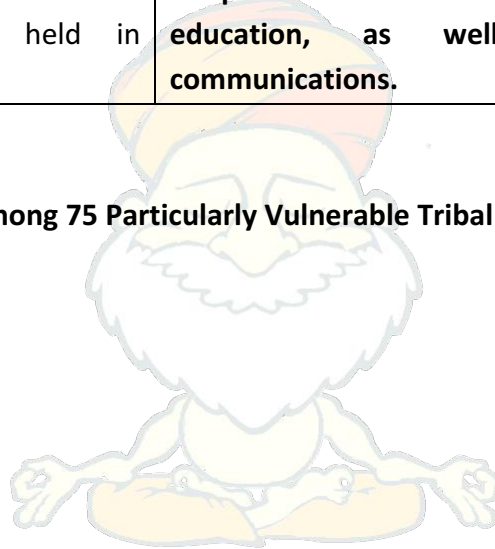 held in education, as well
communications.
mong 75 Particularly Vulnerable Tribal